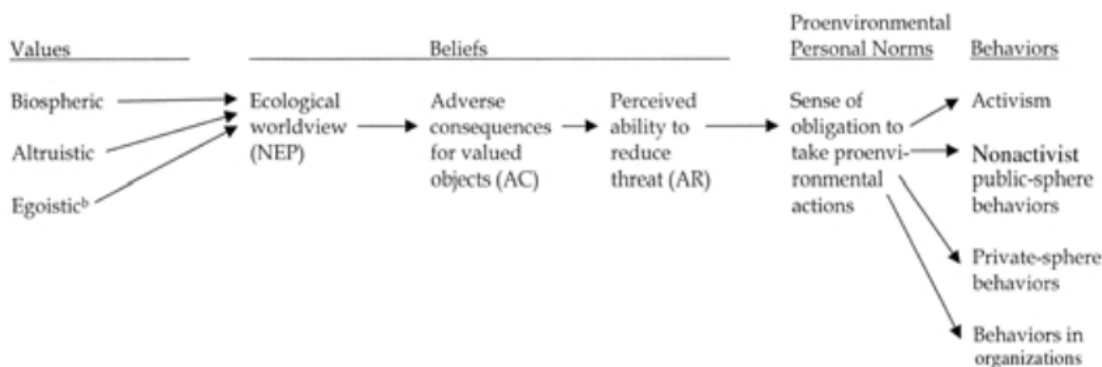 Proenvironmental
Values
Beliefs
Personal Norms
Behaviors
Biospheric
Altruistic
Egoisticᵇ
Ecological
worldview
(NEP)
Adverse
consequences
for valued
objects (AC)
Perceived
ability to
reduce
threat (AR)
Sense of
obligation to
take proenvi-
ronmental
actions
Activism
Nonactivist
public-sphere
behaviors
Private-sphere
behaviors
Behaviors in
organizations